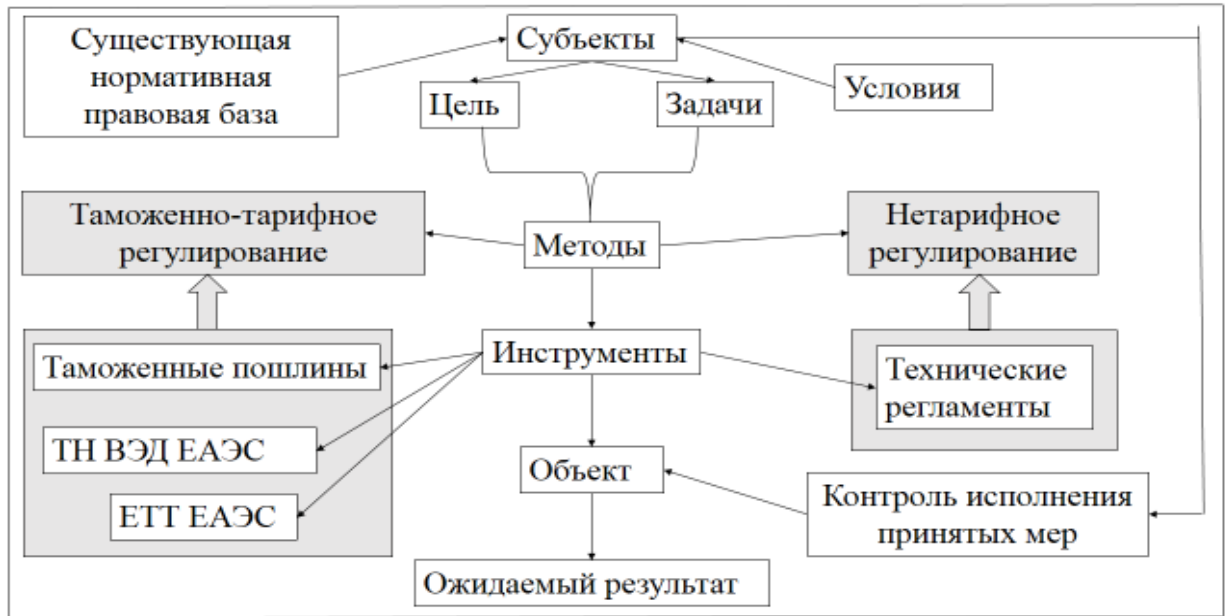 Существующая
нормативная
правовая база
Субъекты
Условия
Цель
Задачи
Таможенно-тарифное
регулирование
Методы
Нетарифное
регулирование
Инструменты
Таможенные пошлины
ТН ВЭД ЕАЭС
ЕТТ ЕАЭС
Технические
регламенты
Объект
Контроль исполнения
принятых мер
Ожидаемый результат